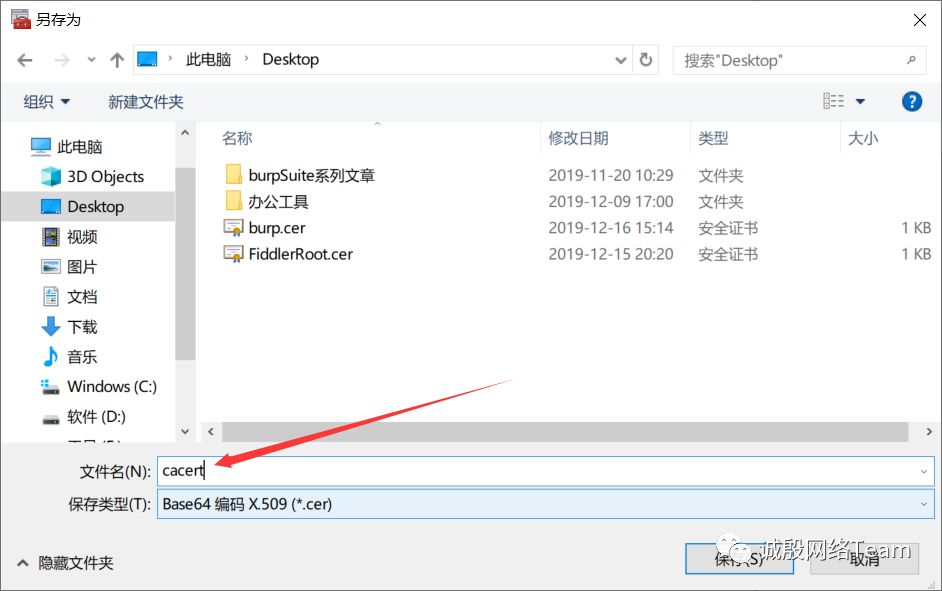 另存为
此电脑 › Desktop
搜索"Desktop"
组织
新建文件夹
名称 修改日期 类型 大小
此电脑
3D Objects
Desktop
视频
图片
文档
下载
音乐
Windows (C:)
软件 (D:)
burpSuite系列文章 2019-11-20 10:29 文件夹
办公工具 2019-12-09 17:00 文件夹
burp.cer 2019-12-16 15:14 安全证书 1 KB
FiddlerRoot.cer 2019-12-15 20:20 安全证书 1 KB
文件名(N): cacert
保存类型(T): Base64 编码 X.509 (*.cer)
隐藏文件夹
保存(S)
取消
诚殷网络Team